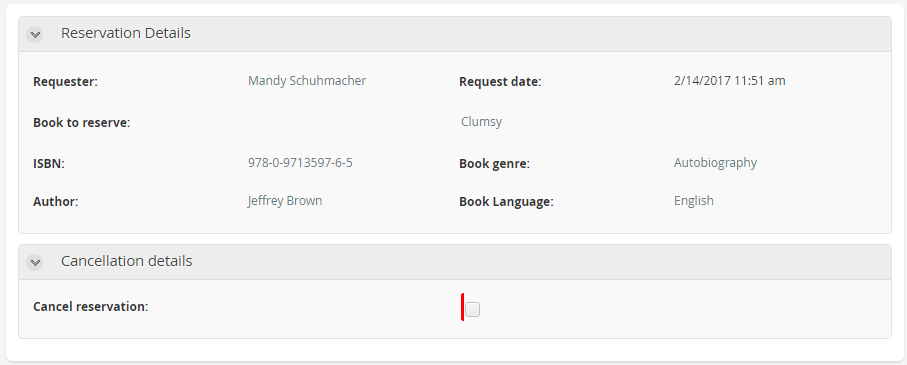 Reservation Details
Requester: Mandy Schuhmacher Request date: 2/14/2017 11:51 am
Book to reserve: Clumsy
ISBN: 978-0-9713597-6-5 Book genre: Autobiography
Author: Jeffrey Brown Book Language: English
Cancellation details
Cancel reservation: